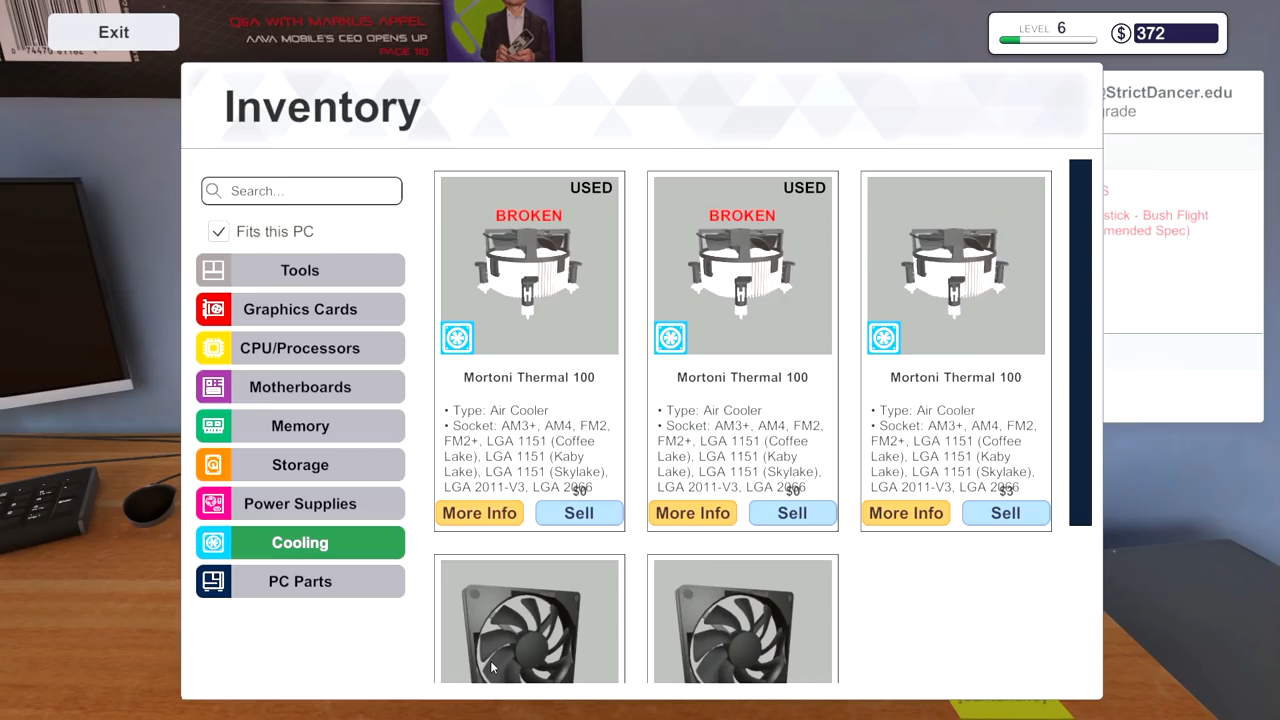 Exit
Q&A WITH MARKUS APPEL
AAVA MOBILE'S CEO OPENS UP
PAGE 110
LEVEL 6
$ 372
Inventory
@StrictDancer.edu
grade
S
stick - Bush Flight
mended Spec)
Search...
Fits this PC
Tools
Graphics Cards
CPU/Processors
Motherboards
Memory
Storage
Power Supplies
Cooling
PC Parts
USED
BROKEN
Mortoni Thermal 100
• Type: Air Cooler
• Socket: AM3+, AM4, FM2,
FM2+, LGA 1151 (Coffee
Lake), LGA 1151 (Kaby
Lake), LGA 1151 (Skylake),
LGA 2011-V3, LGA 2066
$0
More Info
Sell
USED
BROKEN
Mortoni Thermal 100
• Type: Air Cooler
• Socket: AM3+, AM4, FM2,
FM2+, LGA 1151 (Coffee
Lake), LGA 1151 (Kaby
Lake), LGA 1151 (Skylake),
LGA 2011-V3, LGA 2066
$0
More Info
Sell
Mortoni Thermal 100
• Type: Air Cooler
• Socket: AM3+, AM4, FM2,
FM2+, LGA 1151 (Coffee
Lake), LGA 1151 (Kaby
Lake), LGA 1151 (Skylake),
LGA 2011-V3, LGA 2066
$3
More Info
Sell